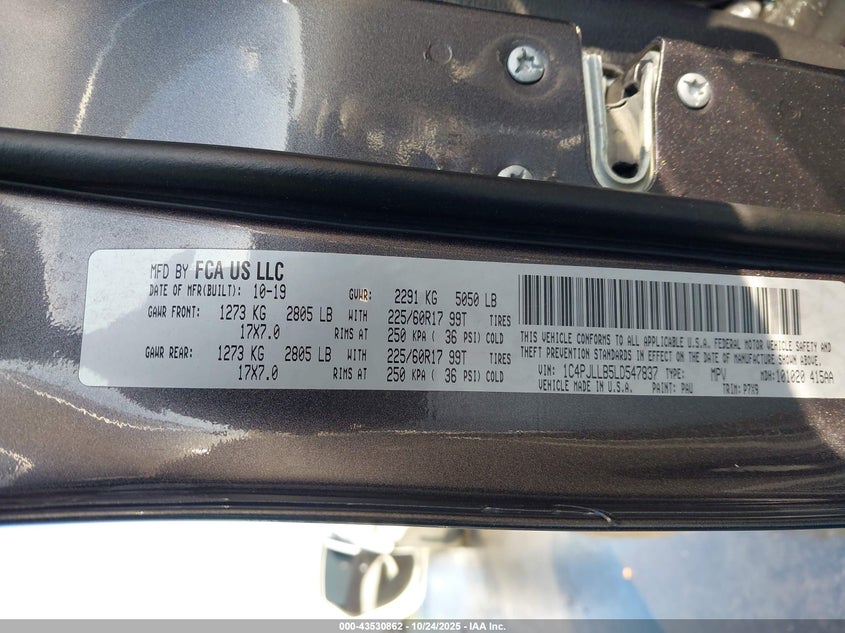 MFD BY FCA US LLC
DATE OF MFR(BUILT): 10-19 GVWR: 2291 KG 5050 LB
GAWR FRONT: 1273 KG 2805 LB WITH 225/60R17 99T TIRES
17X7.0 RIMS AT 250 KPA ( 36 PSI) COLD
GAWR REAR: 1273 KG 2805 LB WITH 225/60R17 99T TIRES
17X7.0 RIMS AT 250 KPA ( 36 PSI) COLD
THIS VEHICLE CONFORMS TO ALL APPLICABLE U.S.A. FEDERAL MOTOR VEHICLE SAFETY AND
THEFT PREVENTION STANDARDS IN EFFECT ON THE DATE OF MANUFACTURE SHOWN ABOVE.
VIN: 1C4PJLLB5LD547837 TYPE: MPV MDH: 101020 415AA
VEHICLE MADE IN U.S.A. PAINT: PAU TRIM: P7X9
000-43530862 - 10/24/2025 - IAA Inc.